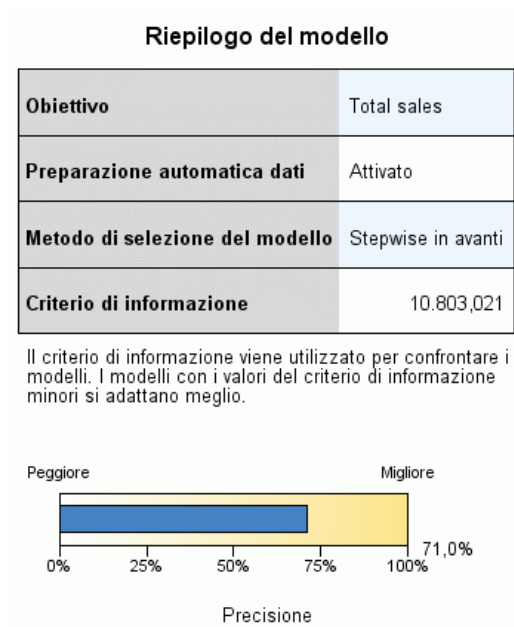 Riepilogo del modello
Obiettivo Total sales
Preparazione automatica dati Attivato
Metodo di selezione del modello Stepwise in avanti
Criterio di informazione 10.803,021
Il criterio di informazione viene utilizzato per confrontare i
modelli. I modelli con i valori del criterio di informazione
minori si adattano meglio.
Peggiore Migliore
71,0%
0% 25% 50% 75% 100%
Precisione